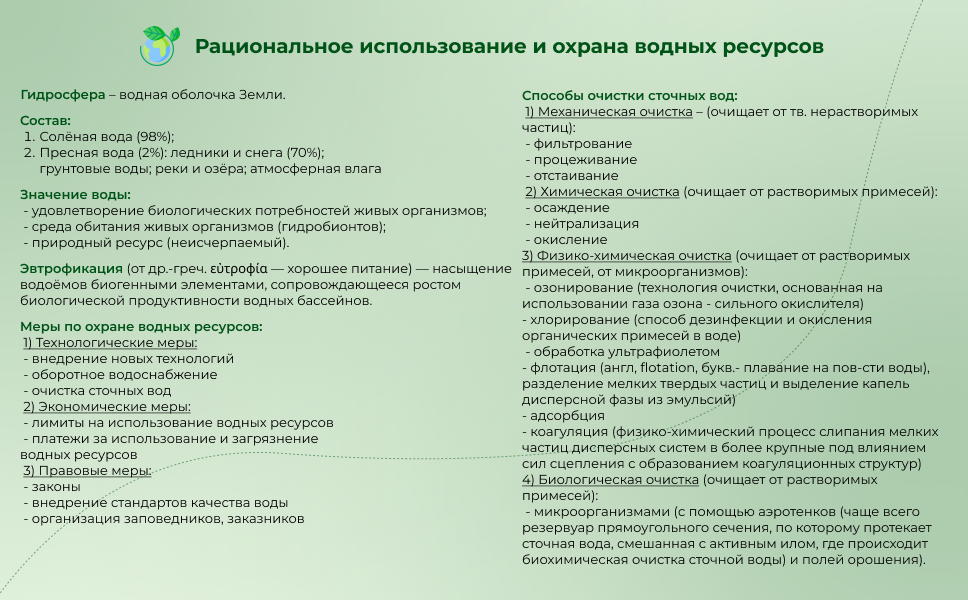 Рациональное использование и охрана водных ресурсов
Гидросфера – водная оболочка Земли.
Состав:
1. Солёная вода (98%);
2. Пресная вода (2%): ледники и снега (70%);
грунтовые воды; реки и озёра; атмосферная влага
Значение воды:
- удовлетворение биологических потребностей живых организмов;
- среда обитания живых организмов (гидробионтов);
- природный ресурс (неисчерпаемый).
Эвтрофикация (от др.-греч. εὐτροφία — хорошее питание) — насыщение
водоёмов биогенными элементами, сопровождающееся ростом
биологической продуктивности водных бассейнов.
Меры по охране водных ресурсов:
1) Технологические меры:
- внедрение новых технологий
- оборотное водоснабжение
- очистка сточных вод
2) Экономические меры:
- лимиты на использование водных ресурсов
- платежи за использование и загрязнение
водных ресурсов
3) Правовые меры:
- законы
- внедрение стандартов качества воды
- организация заповедников, заказников
Способы очистки сточных вод:
1) Механическая очистка – (очищает от тв. нерастворимых
частиц):
- фильтрование
- процеживание
- отстаивание
2) Химическая очистка (очищает от растворимых примесей):
- осаждение
- нейтрализация
- окисление
3) Физико-химическая очистка (очищает от растворимых
примесей, от микроорганизмов):
- озонирование (технология очистки, основанная на
использовании газа озона - сильного окислителя)
- хлорирование (способ дезинфекции и окисления
органических примесей в воде)
- обработка ультрафиолетом
- флотация (англ, flotation, букв.- плавание на пов-сти воды),
разделение мелких твердых частиц и выделение капель
дисперсной фазы из эмульсий)
- адсорбция
- коагуляция (физико-химический процесс слипания мелких
частиц дисперсных систем в более крупные под влиянием
сил сцепления с образованием коагуляционных структур)
4) Биологическая очистка (очищает от растворимых
примесей):
- микроорганизмами (с помощью аэротенков (чаще всего
резервуар прямоугольного сечения, по которому протекает
сточная вода, смешанная с активным илом, где происходит
биохимическая очистка сточной воды) и полей орошения).